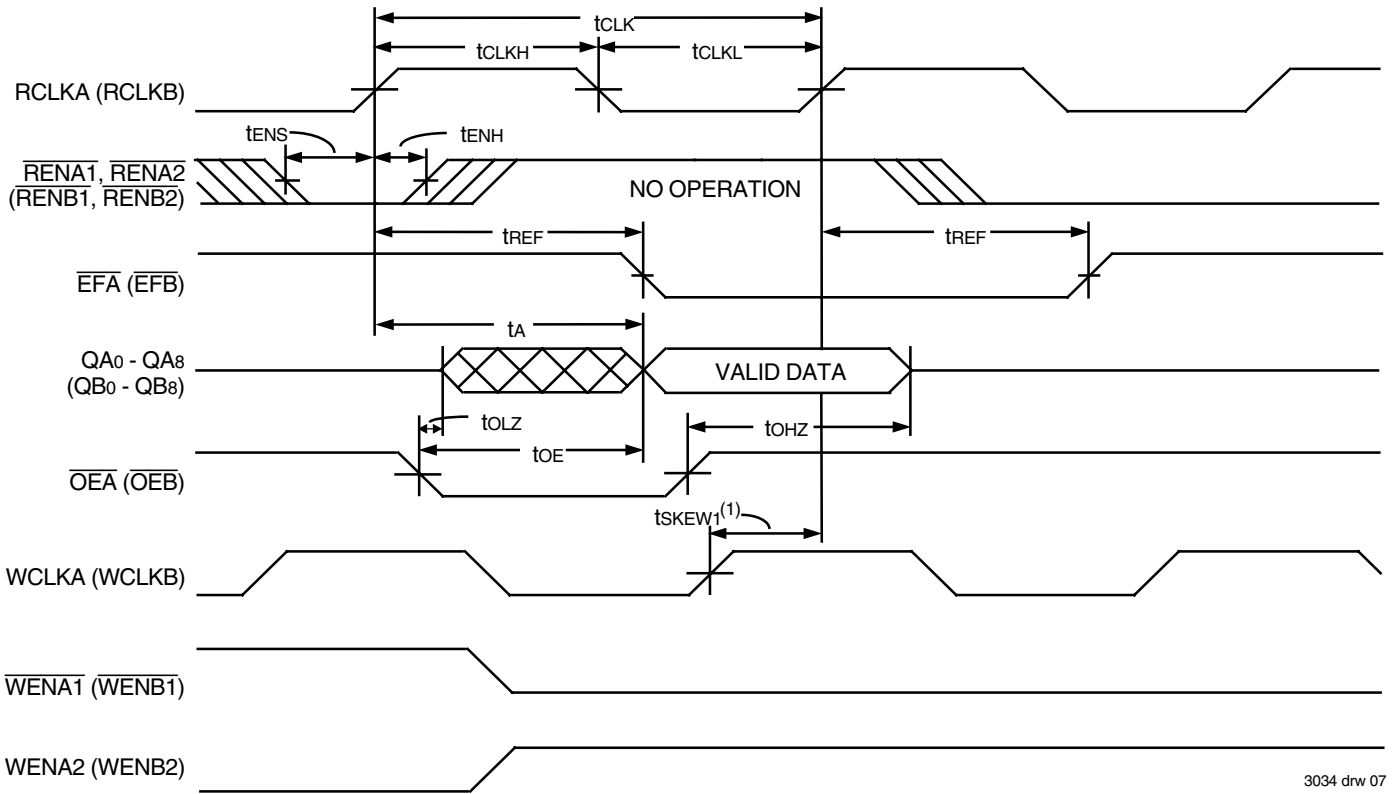 tCLK
tCLKH tCLKL
RCLKA (RCLKB)
tENS tENH
RENA1, RENA2
(RENB1, RENB2)
NO OPERATION
tREF tREF
EFA (EFB)
tA
QA0 - QA8
(QB0 - QB8)
VALID DATA
tOLZ tOHZ
tOE
OEA (OEB)
tSKEW1(1)
WCLKA (WCLKB)
WENA1 (WENB1)
WENA2 (WENB2)
3034 drw 07